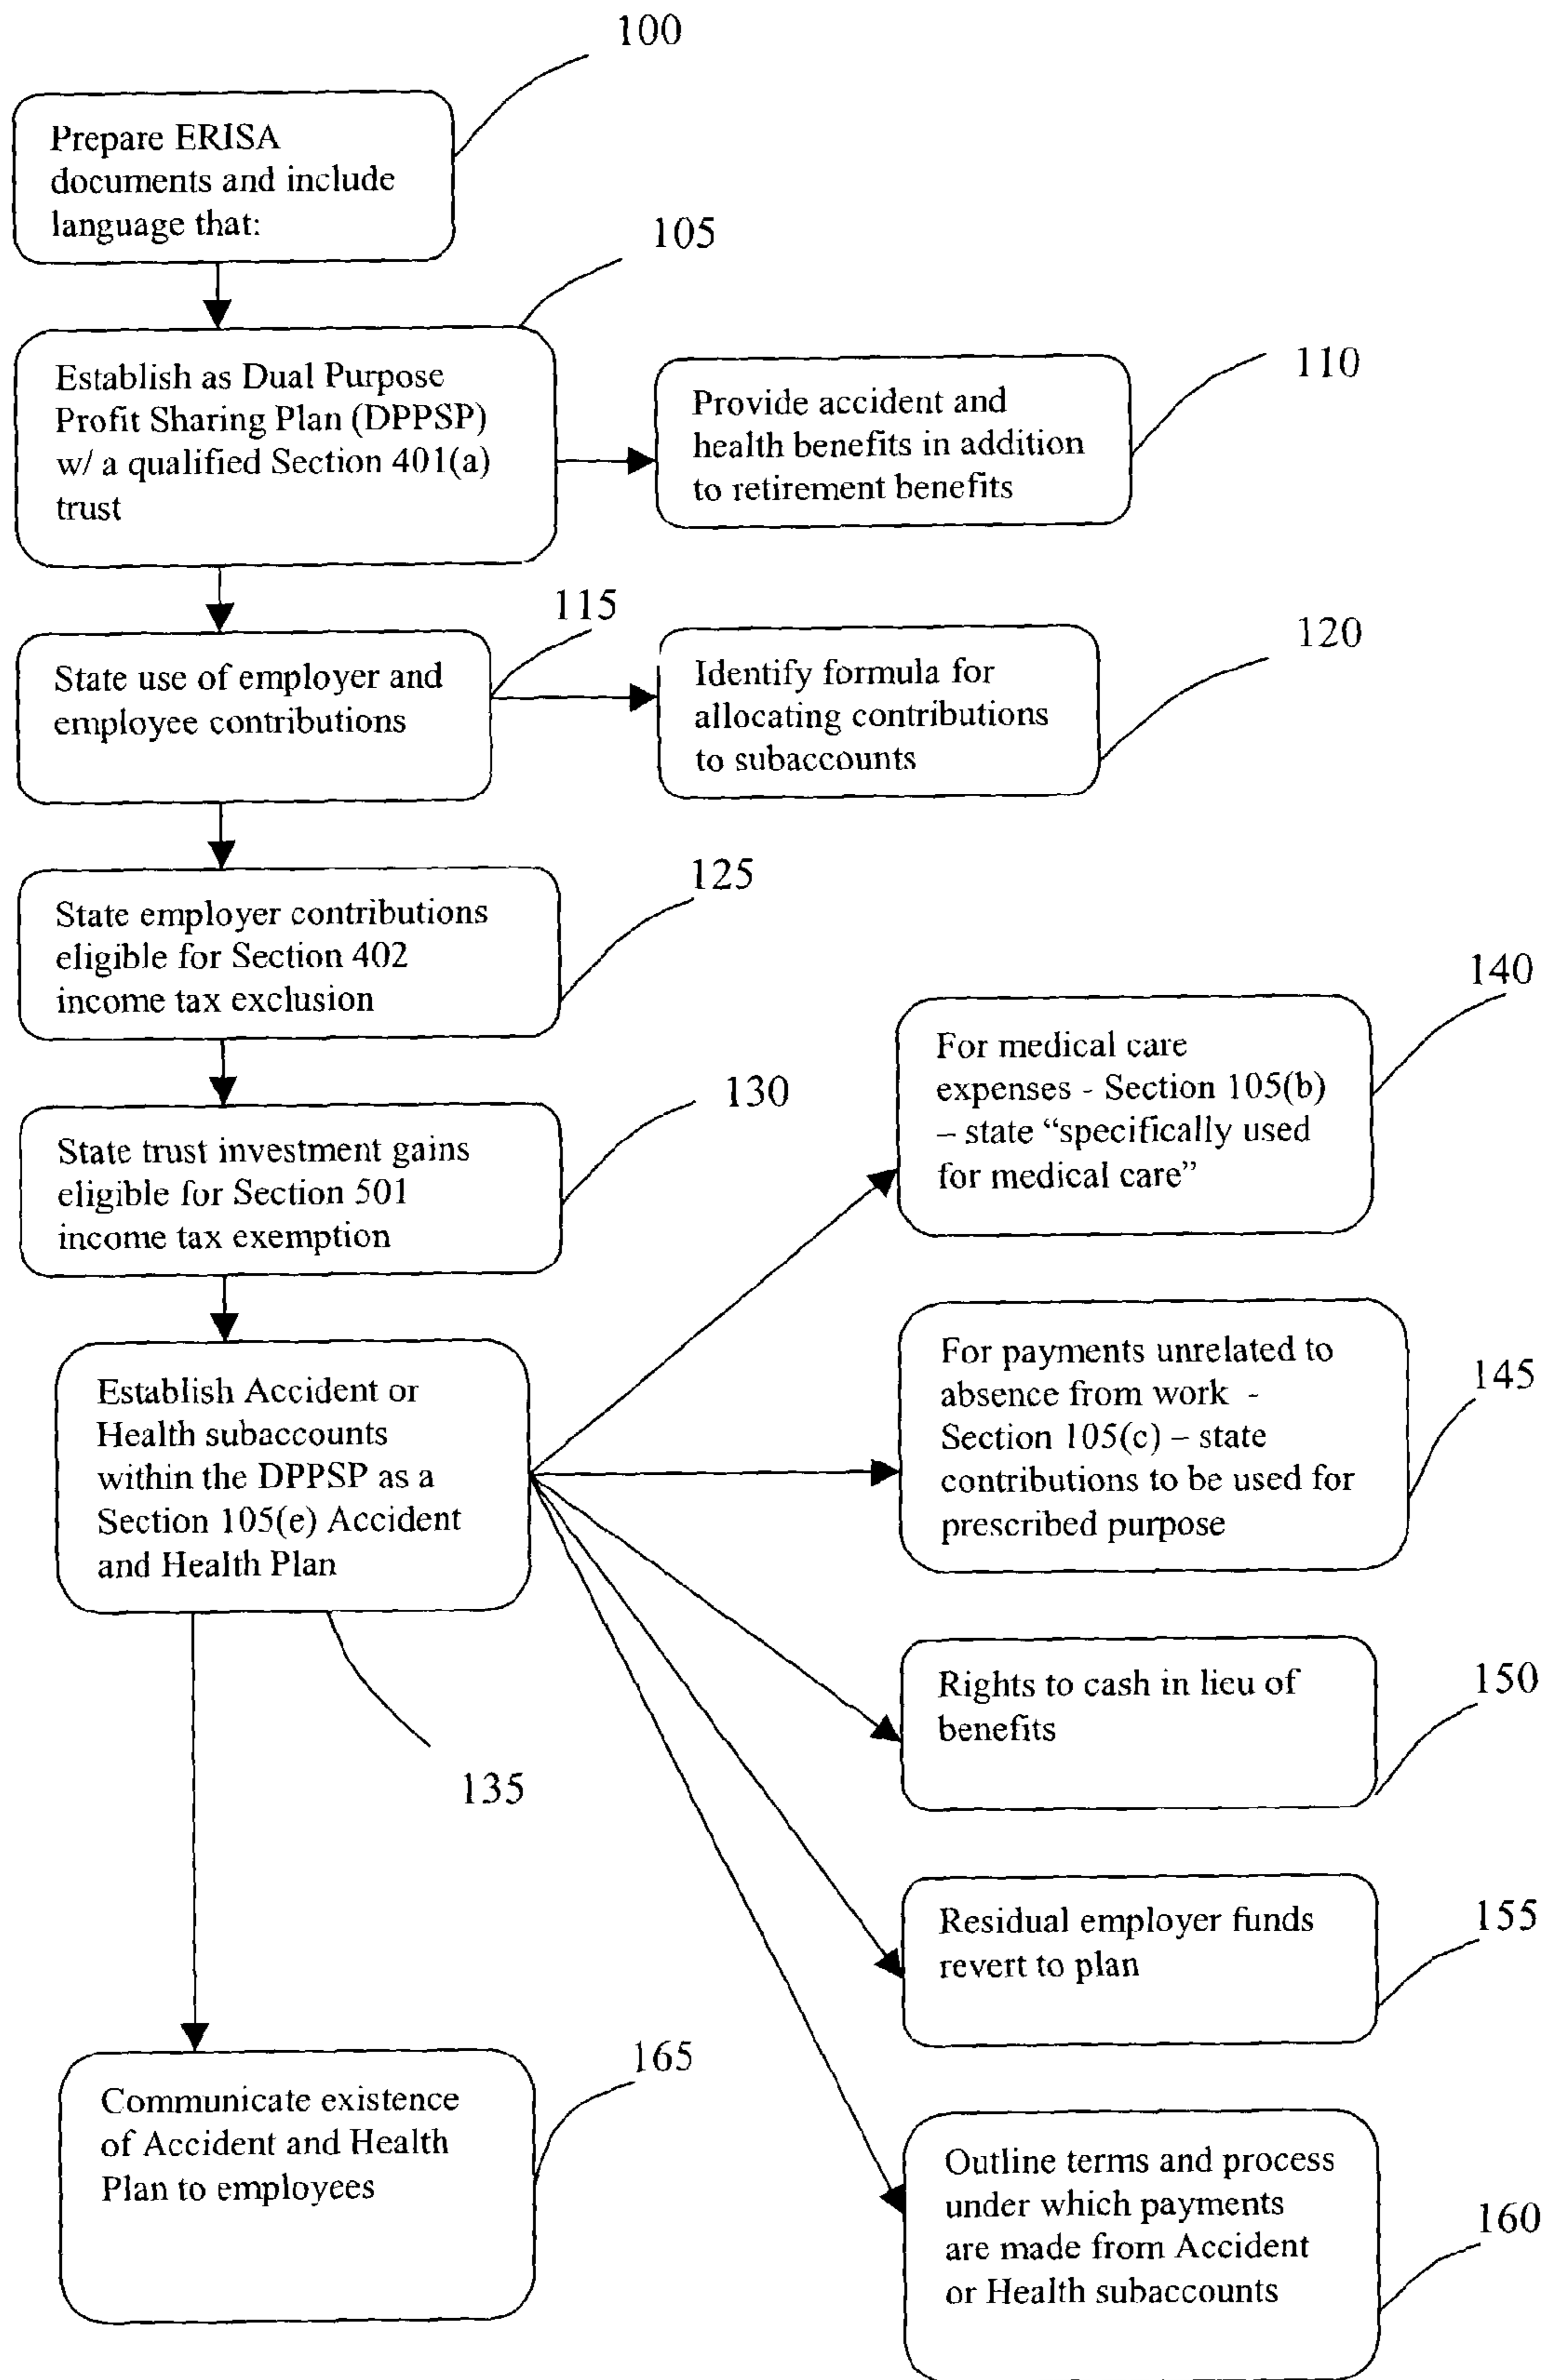 100
Prepare ERISA
documents and include
language that:
105
Establish as Dual Purpose
Profit Sharing Plan (DPPSP)
w/ a qualified Section 401(a)
trust
110
Provide accident and
health benefits in addition
to retirement benefits
115
State use of employer and
employee contributions
120
Identify formula for
allocating contributions
to subaccounts
125
State employer contributions
eligible for Section 402
income tax exclusion
130
State trust investment gains
eligible for Section 501
income tax exemption
135
Establish Accident or
Health subaccounts
within the DPPSP as a
Section 105(e) Accident
and Health Plan
140
For medical care
expenses - Section 105(b)
– state “specifically used
for medical care”
145
For payments unrelated to
absence from work -
Section 105(c) – state
contributions to be used for
prescribed purpose
150
Rights to cash in lieu of
benefits
155
Residual employer funds
revert to plan
160
Outline terms and process
under which payments
are made from Accident
or Health subaccounts
165
Communicate existence
of Accident and Health
Plan to employees